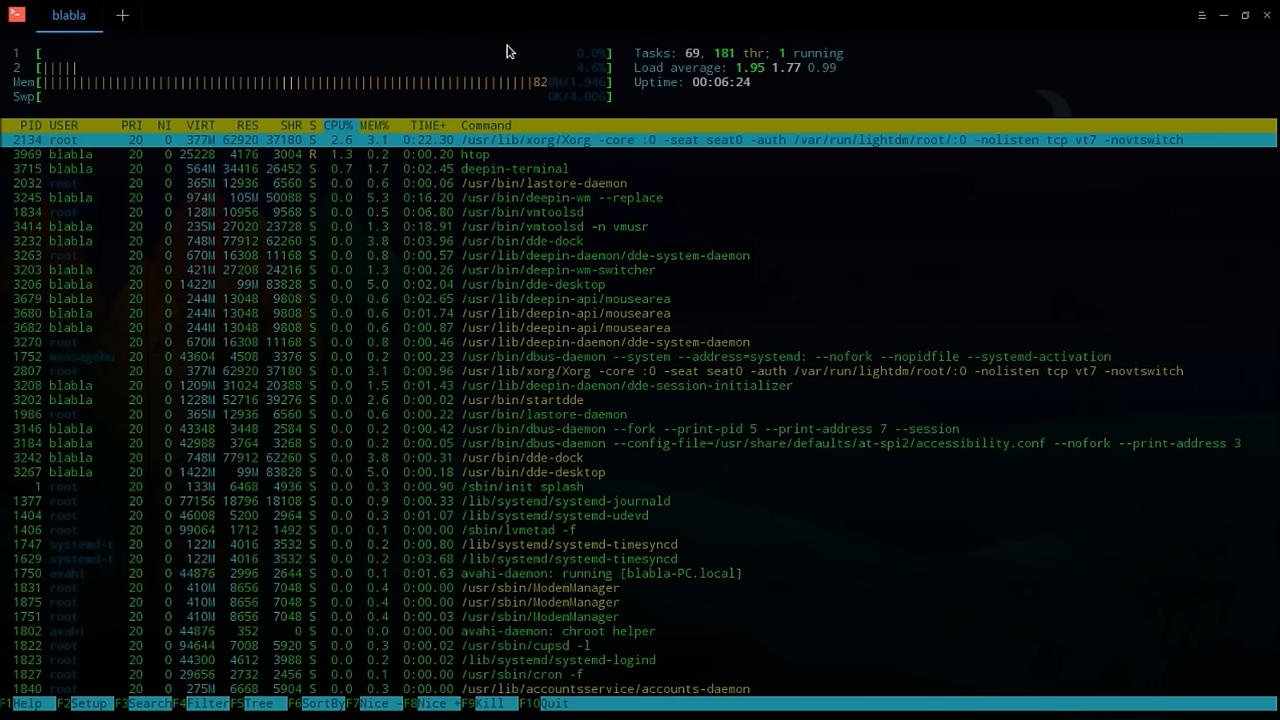 blabla
1 [ 0.0%] Tasks: 69, 181 thr; 1 running
2 [||||| 4.6%] Load average: 1.95 1.77 0.99
Mem[ 820M/1.94G] Uptime: 00:06:24
Swp[ 0K/4.00G]
PID USER PRI NI VIRT RES SHR S CPU% MEM% TIME+ Command
2134 root 20 0 377M 62920 37180 S 2.6 3.1 0:22.30 /usr/lib/xorg/Xorg -core :0 -seat seat0 -auth /var/run/lightdm/root/:0 -nolisten tcp vt7 -novtswitch
3969 blabla 20 0 25228 4176 3004 R 1.3 0.2 0:00.20 htop
3715 blabla 20 0 564M 34416 26452 S 0.7 1.7 0:02.45 deepin-terminal
2032 root 20 0 365M 12936 6560 S 0.0 0.6 0:00.06 /usr/bin/lastore-daemon
3245 blabla 20 0 974M 105M 50088 S 0.0 5.3 0:16.20 /usr/bin/deepin-wm --replace
1834 root 20 0 128M 10956 9568 S 0.0 0.5 0:06.80 /usr/bin/vmtoolsd
3414 blabla 20 0 235M 27020 23728 S 0.0 1.3 0:18.91 /usr/bin/vmtoolsd -n vmusr
3232 blabla 20 0 748M 77912 62260 S 0.0 3.8 0:03.96 /usr/bin/dde-dock
3263 root 20 0 670M 16308 11168 S 0.0 0.8 0:00.57 /usr/lib/deepin-daemon/dde-system-daemon
3203 blabla 20 0 421M 27208 24216 S 0.0 1.3 0:00.26 /usr/bin/deepin-wm-switcher
3206 blabla 20 0 1422M 99M 83828 S 0.0 5.0 0:02.04 /usr/bin/dde-desktop
3679 blabla 20 0 244M 13048 9808 S 0.0 0.6 0:02.65 /usr/lib/deepin-api/mousearea
3680 blabla 20 0 244M 13048 9808 S 0.0 0.6 0:01.74 /usr/lib/deepin-api/mousearea
3682 blabla 20 0 244M 13048 9808 S 0.0 0.6 0:00.87 /usr/lib/deepin-api/mousearea
3270 root 20 0 670M 16308 11168 S 0.0 0.8 0:00.46 /usr/lib/deepin-daemon/dde-system-daemon
1752 messagebu 20 0 43604 4508 3376 S 0.0 0.2 0:00.23 /usr/bin/dbus-daemon --system --address=systemd: --nofork --nopidfile --systemd-activation
2807 root 20 0 377M 62920 37180 S 0.0 3.1 0:00.96 /usr/lib/xorg/Xorg -core :0 -seat seat0 -auth /var/run/lightdm/root/:0 -nolisten tcp vt7 -novtswitch
3208 blabla 20 0 1209M 31024 20388 S 0.0 1.5 0:01.43 /usr/lib/deepin-daemon/dde-session-initializer
3202 blabla 20 0 1228M 52716 39276 S 0.0 2.6 0:00.02 /usr/bin/startdde
1986 root 20 0 365M 12936 6560 S 0.0 0.6 0:00.22 /usr/bin/lastore-daemon
3146 blabla 20 0 43348 3448 2584 S 0.0 0.2 0:00.42 /usr/bin/dbus-daemon --fork --print-pid 5 --print-address 7 --session
3184 blabla 20 0 42988 3764 3268 S 0.0 0.2 0:00.05 /usr/bin/dbus-daemon --config-file=/usr/share/defaults/at-spi2/accessibility.conf --nofork --print-address 3
3242 blabla 20 0 748M 77912 62260 S 0.0 3.8 0:00.31 /usr/bin/dde-dock
3267 blabla 20 0 1422M 99M 83828 S 0.0 5.0 0:00.18 /usr/bin/dde-desktop
1 root 20 0 133M 6468 4936 S 0.0 0.3 0:00.90 /sbin/init splash
1377 root 20 0 77156 18796 18108 S 0.0 0.9 0:00.33 /lib/systemd/systemd-journald
1404 root 20 0 46008 5200 2964 S 0.0 0.3 0:01.07 /lib/systemd/systemd-udevd
1406 root 20 0 99064 1712 1492 S 0.0 0.1 0:00.00 /sbin/lvmetad -f
1747 systemd-t 20 0 122M 4016 3532 S 0.0 0.2 0:00.80 /lib/systemd/systemd-timesyncd
1629 systemd-t 20 0 122M 4016 3532 S 0.0 0.2 0:03.68 /lib/systemd/systemd-timesyncd
1750 avahi 20 0 44876 2996 2644 S 0.0 0.1 0:01.63 avahi-daemon: running [blabla-PC.local]
1831 root 20 0 410M 8656 7048 S 0.0 0.4 0:00.00 /usr/sbin/ModemManager
1875 root 20 0 410M 8656 7048 S 0.0 0.4 0:00.00 /usr/sbin/ModemManager
1751 root 20 0 410M 8656 7048 S 0.0 0.4 0:00.03 /usr/sbin/ModemManager
1802 avahi 20 0 44876 352 0 S 0.0 0.0 0:00.00 avahi-daemon: chroot helper
1822 root 20 0 94644 7008 5920 S 0.0 0.3 0:00.02 /usr/sbin/cupsd -l
1823 root 20 0 44300 4612 3988 S 0.0 0.2 0:00.02 /lib/systemd/systemd-logind
1827 root 20 0 29656 2732 2456 S 0.0 0.1 0:00.00 /usr/sbin/cron -f
1840 root 20 0 275M 6668 5904 S 0.0 0.3 0:00.00 /usr/lib/accountsservice/accounts-daemon
F1Help F2Setup F3SearchF4FilterF5Tree F6SortByF7Nice -F8Nice +F9Kill F10Quit